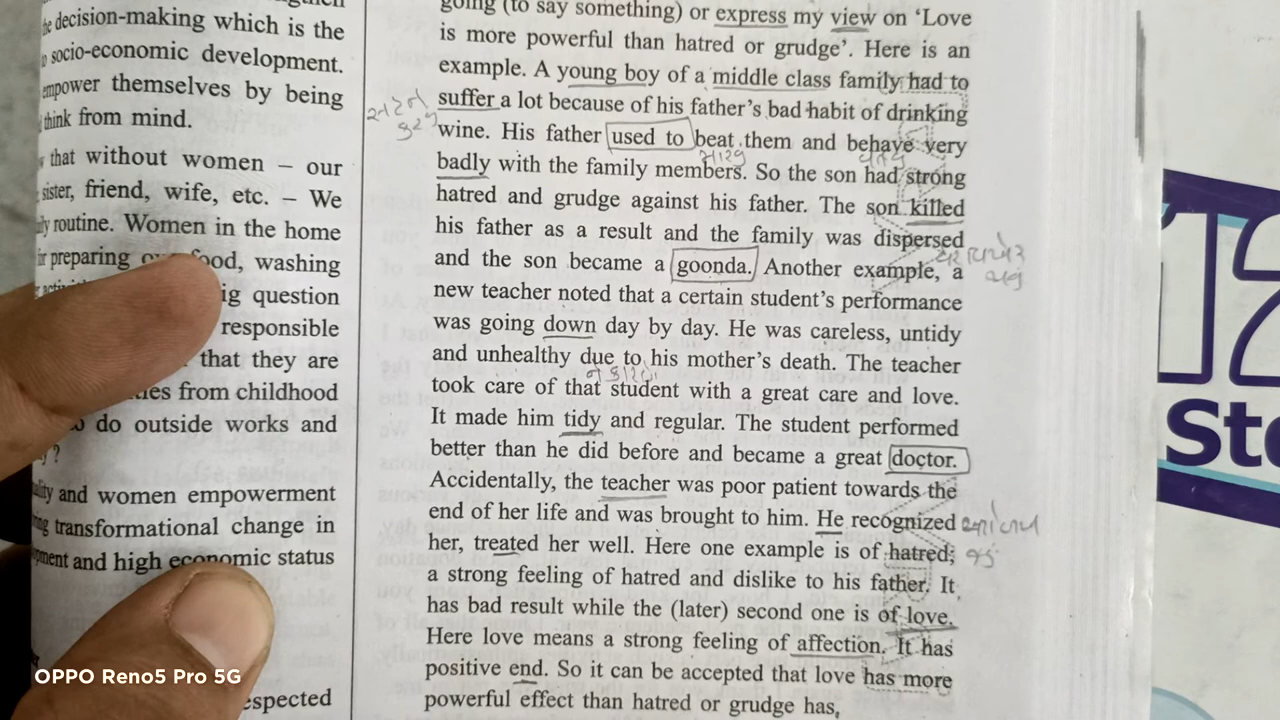 decision-making which is the
socio-economic development.
empower themselves by being
think from mind.
that without women – our
sister, friend, wife, etc. – We
routine. Women in the home
preparing food, washing
question
responsible
that they are
from childhood
do outside works and
?
and women empowerment
transformational change in
and high economic status
going (to say something) or express my view on ‘Love
is more powerful than hatred or grudge’. Here is an
example. A young boy of a middle class family had to
suffer a lot because of his father’s bad habit of drinking
wine. His father used to beat them and behave very
badly with the family members. So the son had strong
hatred and grudge against his father. The son killed
his father as a result and the family was dispersed
and the son became a goonda. Another example, a
new teacher noted that a certain student’s performance
was going down day by day. He was careless, untidy
and unhealthy due to his mother’s death. The teacher
took care of that student with a great care and love.
It made him tidy and regular. The student performed
better than he did before and became a great doctor.
Accidentally, the teacher was poor patient towards the
end of her life and was brought to him. He recognized
her, treated her well. Here one example is of hatred;
a strong feeling of hatred and dislike to his father. It
has bad result while the (later) second one is of love.
Here love means a strong feeling of affection. It has
positive end. So it can be accepted that love has more
powerful effect than hatred or grudge has,
12
OPPO Reno5 Pro 5G